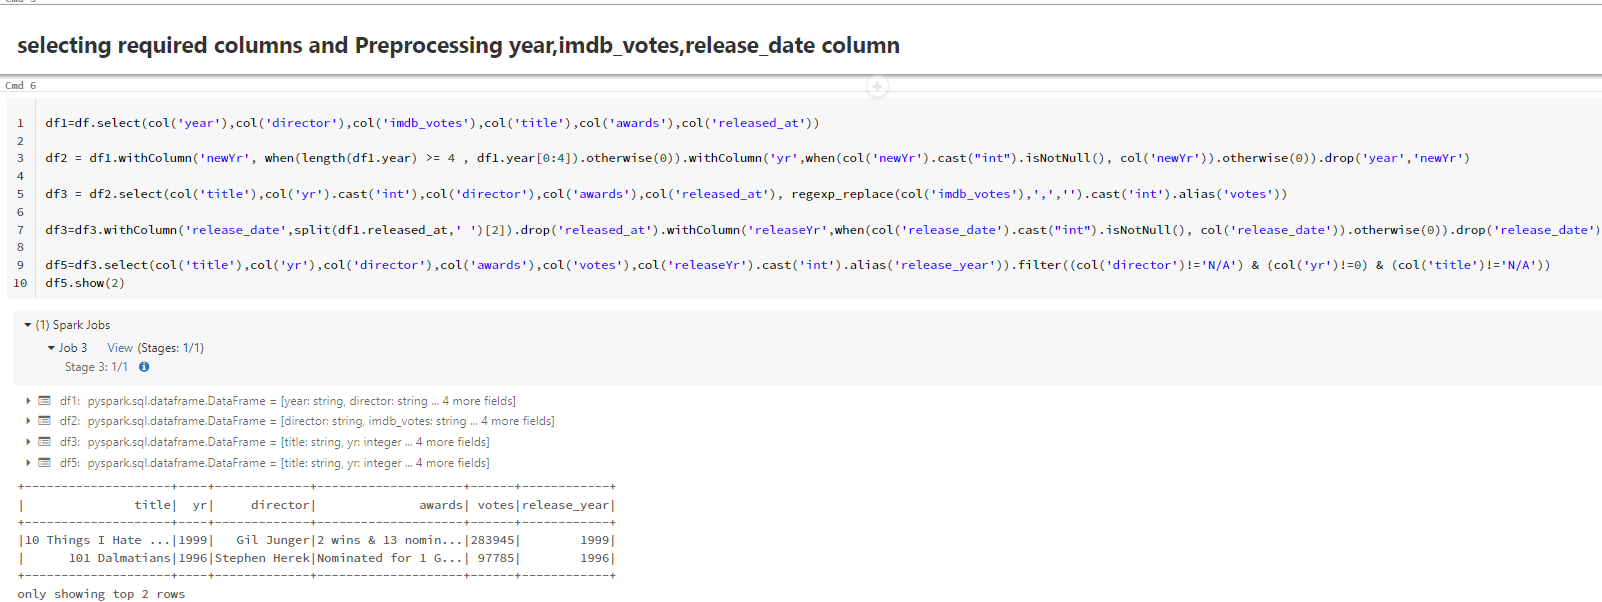 selecting required columns and Preprocessing year,imdb_votes,release_date column
Cmd 6
1 df1=df.select(col('year'),col('director'),col('imdb_votes'),col('title'),col('awards'),col('released_at'))
2
3 df2 = df1.withColumn('newYr', when(length(df1.year) >= 4 , df1.year[0:4]).otherwise(0)).withColumn('yr',when(col('newYr').cast("int").isNotNull(), col('newYr')).otherwise(0)).drop('year','newYr')
4
5 df3 = df2.select(col('title'),col('yr').cast('int'),col('director'),col('awards'),col('released_at'), regexp_replace(col('imdb_votes'),',','').cast('int').alias('votes'))
6
7 df3=df3.withColumn('release_date',split(df1.released_at,' ')[2]).drop('released_at').withColumn('releaseYr',when(col('release_date').cast("int").isNotNull(), col('release_date')).otherwise(0)).drop('release_date')
8
9 df5=df3.select(col('title'),col('yr'),col('director'),col('awards'),col('votes'),col('releaseYr').cast('int').alias('release_year')).filter((col('director')!='N/A') & (col('yr')!=0) & (col('title')!='N/A'))
10 df5.show(2)
(1) Spark Jobs
Job 3 View (Stages: 1/1)
Stage 3: 1/1
df1: pyspark.sql.dataframe.DataFrame = [year: string, director: string ... 4 more fields]
df2: pyspark.sql.dataframe.DataFrame = [director: string, imdb_votes: string ... 4 more fields]
df3: pyspark.sql.dataframe.DataFrame = [title: string, yr: integer ... 4 more fields]
df5: pyspark.sql.dataframe.DataFrame = [title: string, yr: integer ... 4 more fields]
+--------------------+----+-------------+--------------------+------+------------+
|               title|  yr|     director|              awards| votes|release_year|
+--------------------+----+-------------+--------------------+------+------------+
|10 Things I Hate ...|1999|   Gil Junger|2 wins & 13 nomin...|283945|        1999|
|      101 Dalmatians|1996|Stephen Herek|Nominated for 1 G...| 97785|        1996|
+--------------------+----+-------------+--------------------+------+------------+
only showing top 2 rows